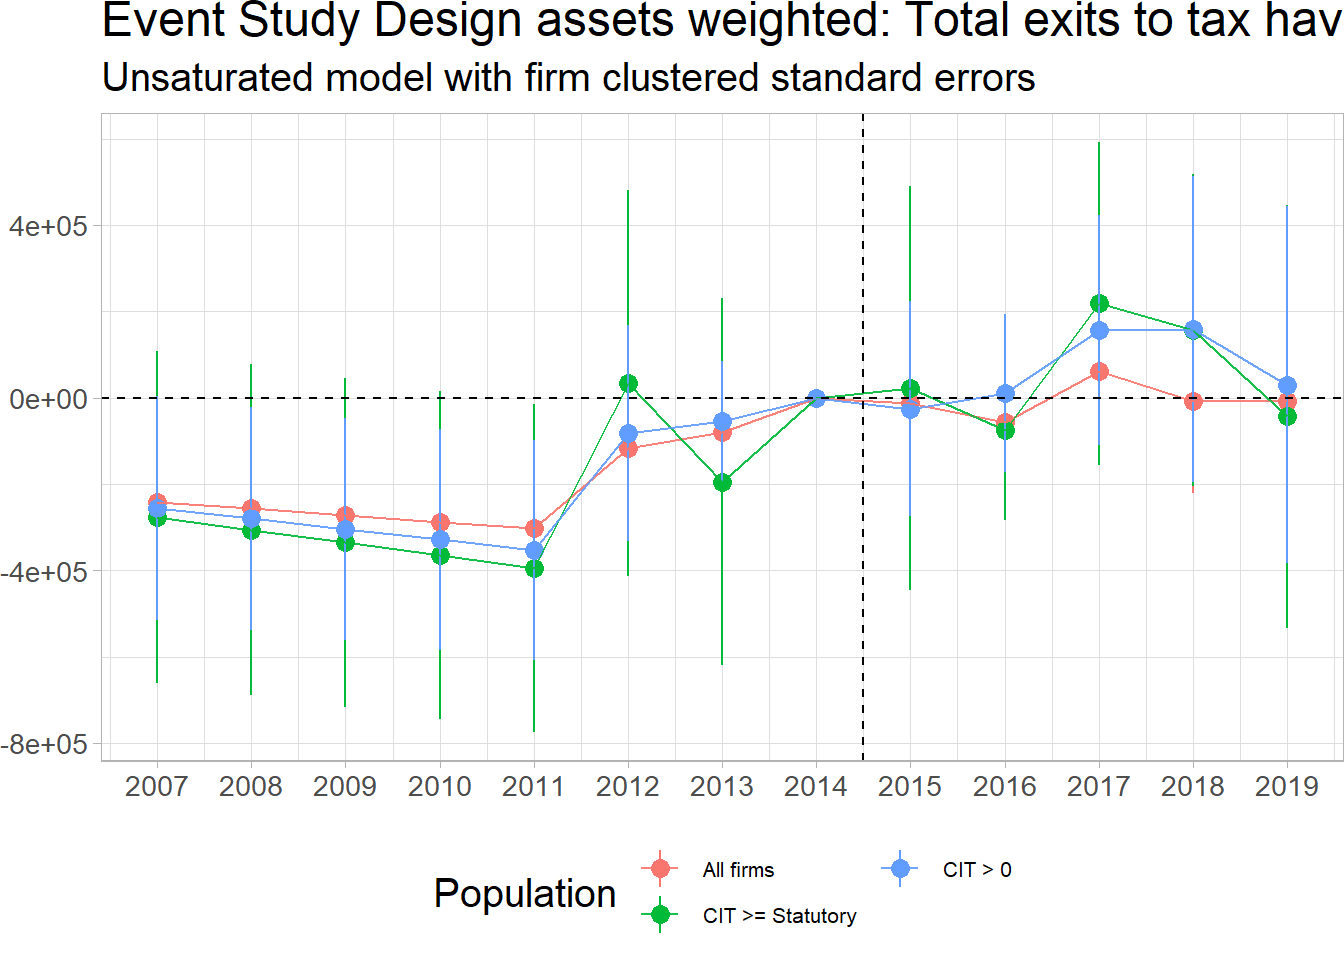 Event Study Design assets weighted: Total exits to tax hav
Unsaturated model with firm clustered standard errors
4e+05
0e+00
-4e+05
-8e+05
2007 2008 2009 2010 2011 2012 2013 2014 2015 2016 2017 2018 2019
Population
All firms
CIT > 0
CIT >= Statutory